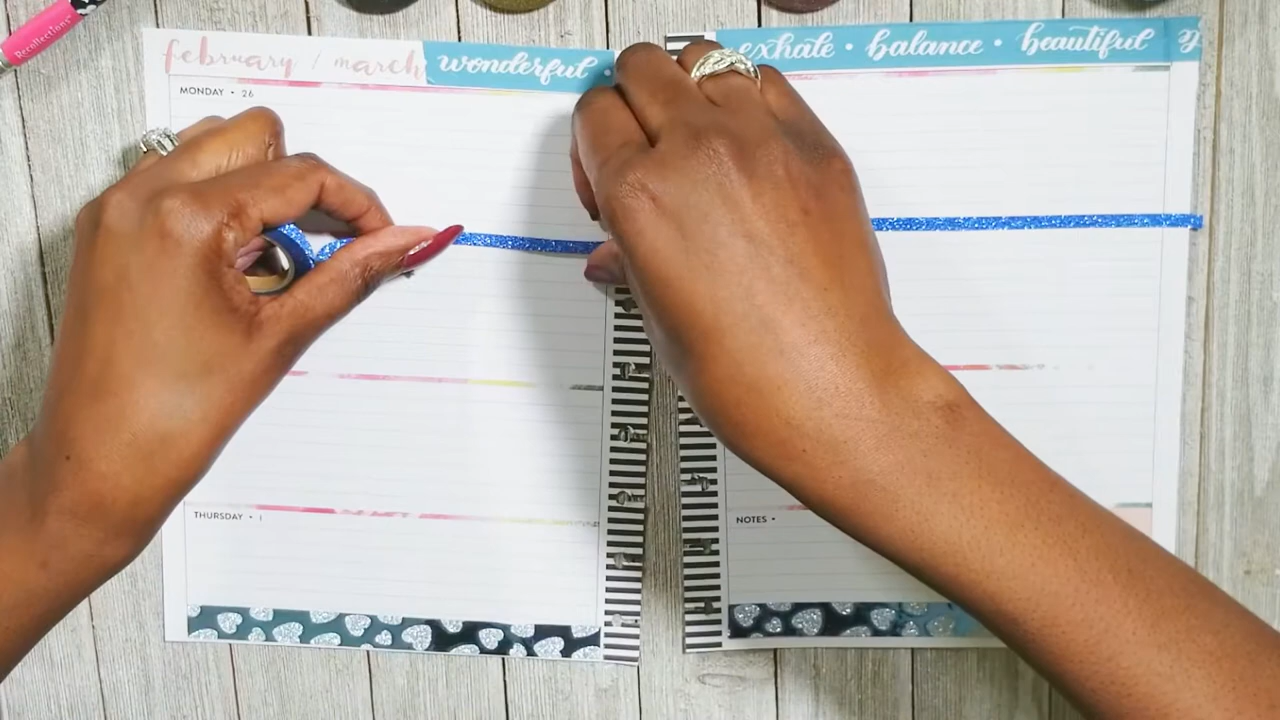 Recollections
february / march
wonderful •
exhale • balance • beautiful
MONDAY • 26
THURSDAY • 1
NOTES •